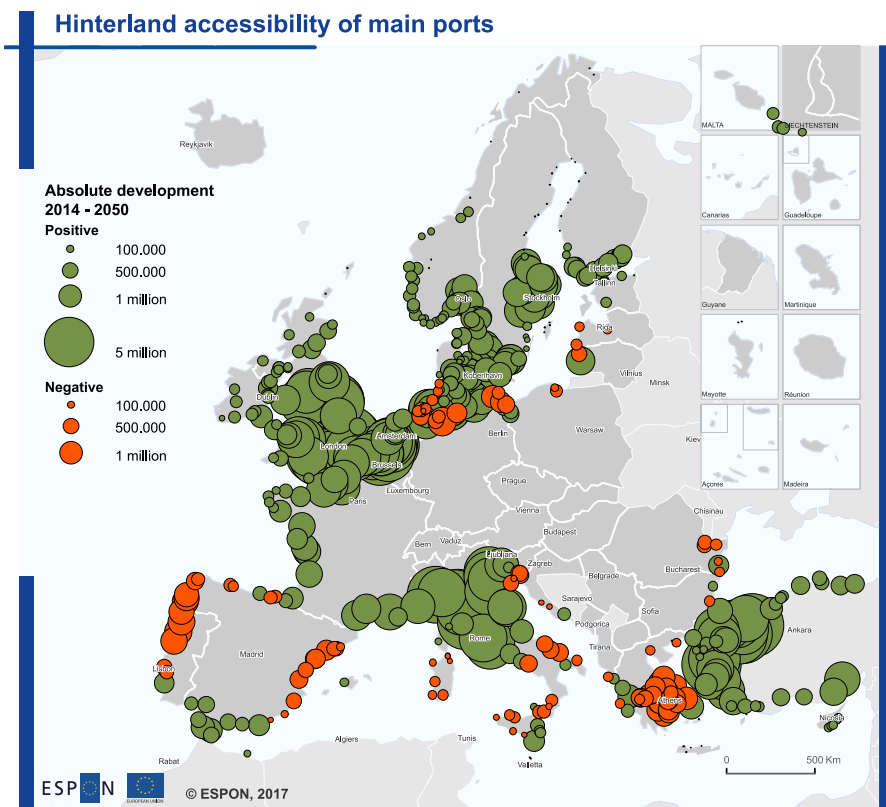 Hinterland accessibility of main ports
Absolute development
2014 - 2050
Positive
100.000
500.000
1 million
5 million
Negative
100.000
500.000
1 million
Reykjavik
Oslo
Stockholm
Helsinki
Tallinn
Riga
Vilnius
Minsk
København
Dublin
London
Amsterdam
Brussels
Berlin
Warsaw
Kiev
Paris
Luxembourg
Prague
Vienna
Chisinau
Bern
Vaduz
Budapest
Ljubljana
Zagreb
Belgrade
Bucharest
Sarajevo
Podgorica
Sofia
Rome
Tirana
Ankara
Madrid
Lisbon
Athens
Nicosia
Rabat
Algiers
Tunis
Valletta
MALTA
LIECHTENSTEIN
Canarias
Guadeloupe
Guyane
Martinique
Mayotte
Réunion
Açores
Madeira
0
500 Km
ESPON
EUROPEAN UNION
© ESPON, 2017